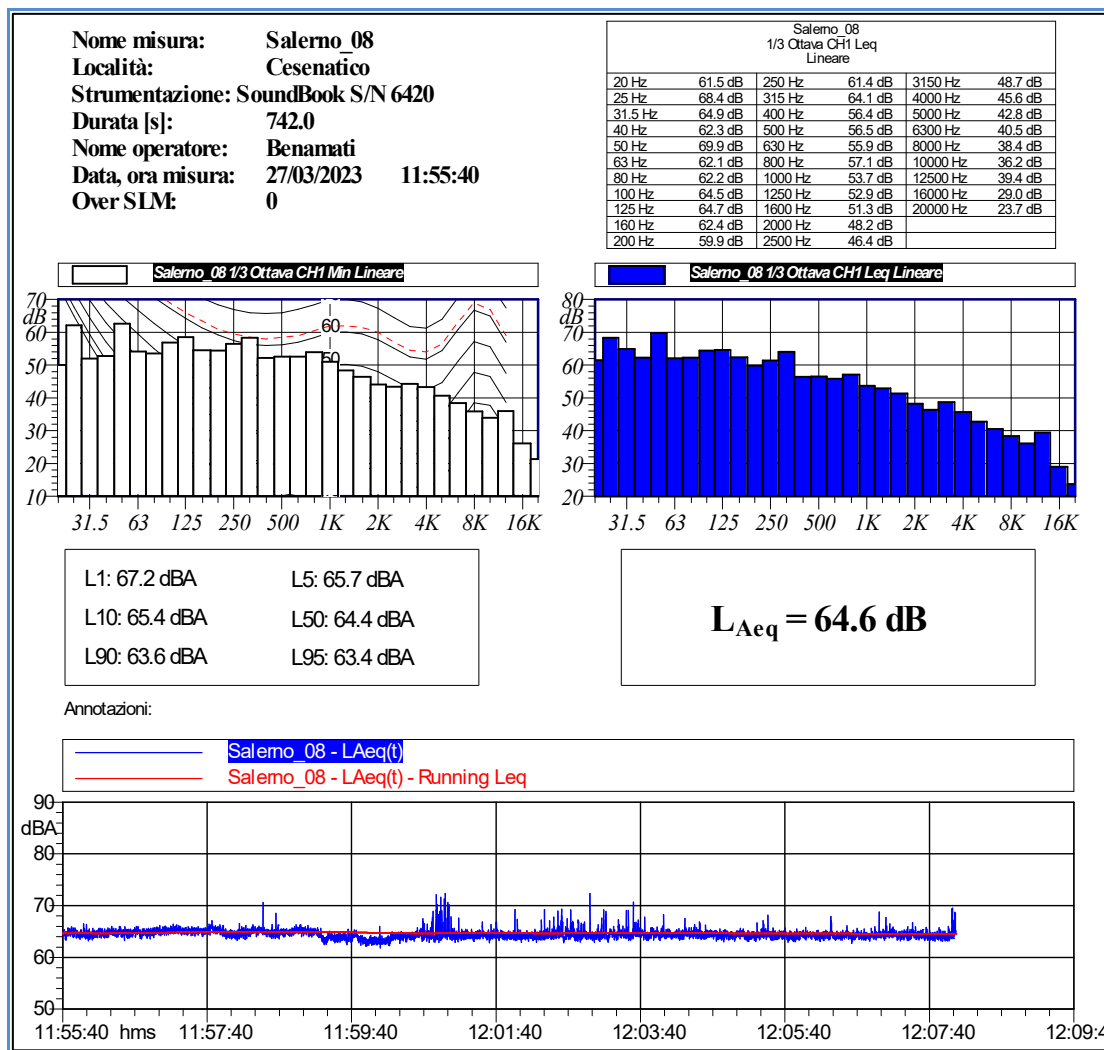 Nome misura: Salerno_08
Località: Cesenatico
Strumentazione: SoundBook S/N 6420
Durata [s]: 742.0
Nome operatore: Benamati
Data, ora misura: 27/03/2023 11:55:40
Over SLM: 0
Salerno_08
1/3 Ottava CH1 Leq
Lineare
20 Hz 61.5 dB 250 Hz 61.4 dB 3150 Hz 48.7 dB
25 Hz 68.4 dB 315 Hz 64.1 dB 4000 Hz 45.6 dB
31.5 Hz 64.9 dB 400 Hz 56.4 dB 5000 Hz 42.8 dB
40 Hz 62.3 dB 500 Hz 56.5 dB 6300 Hz 40.5 dB
50 Hz 69.9 dB 630 Hz 55.9 dB 8000 Hz 38.4 dB
63 Hz 62.1 dB 800 Hz 57.1 dB 10000 Hz 36.2 dB
80 Hz 62.2 dB 1000 Hz 53.7 dB 12500 Hz 39.4 dB
100 Hz 64.5 dB 1250 Hz 52.9 dB 16000 Hz 29.0 dB
125 Hz 64.7 dB 1600 Hz 51.3 dB 20000 Hz 23.7 dB
160 Hz 62.4 dB 2000 Hz 48.2 dB
200 Hz 59.9 dB 2500 Hz 46.4 dB
Salerno_08 1/3 Ottava CH1 Min Lineare
70
dB
60
50
40
30
20
10
60
50
31.5 63 125 250 500 1K 2K 4K 8K 16K
Salerno_08 1/3 Ottava CH1 Leq Lineare
80
dB
70
60
50
40
30
20
31.5 63 125 250 500 1K 2K 4K 8K 16K
L1: 67.2 dBA L5: 65.7 dBA
L10: 65.4 dBA L50: 64.4 dBA
L90: 63.6 dBA L95: 63.4 dBA
LAeq = 64.6 dB
Annotazioni:
Salerno_08 - LAeq(t)
Salerno_08 - LAeq(t) - Running Leq
90
dBA
80
70
60
50
11:55:40 hms 11:57:40 11:59:40 12:01:40 12:03:40 12:05:40 12:07:40 12:09:4